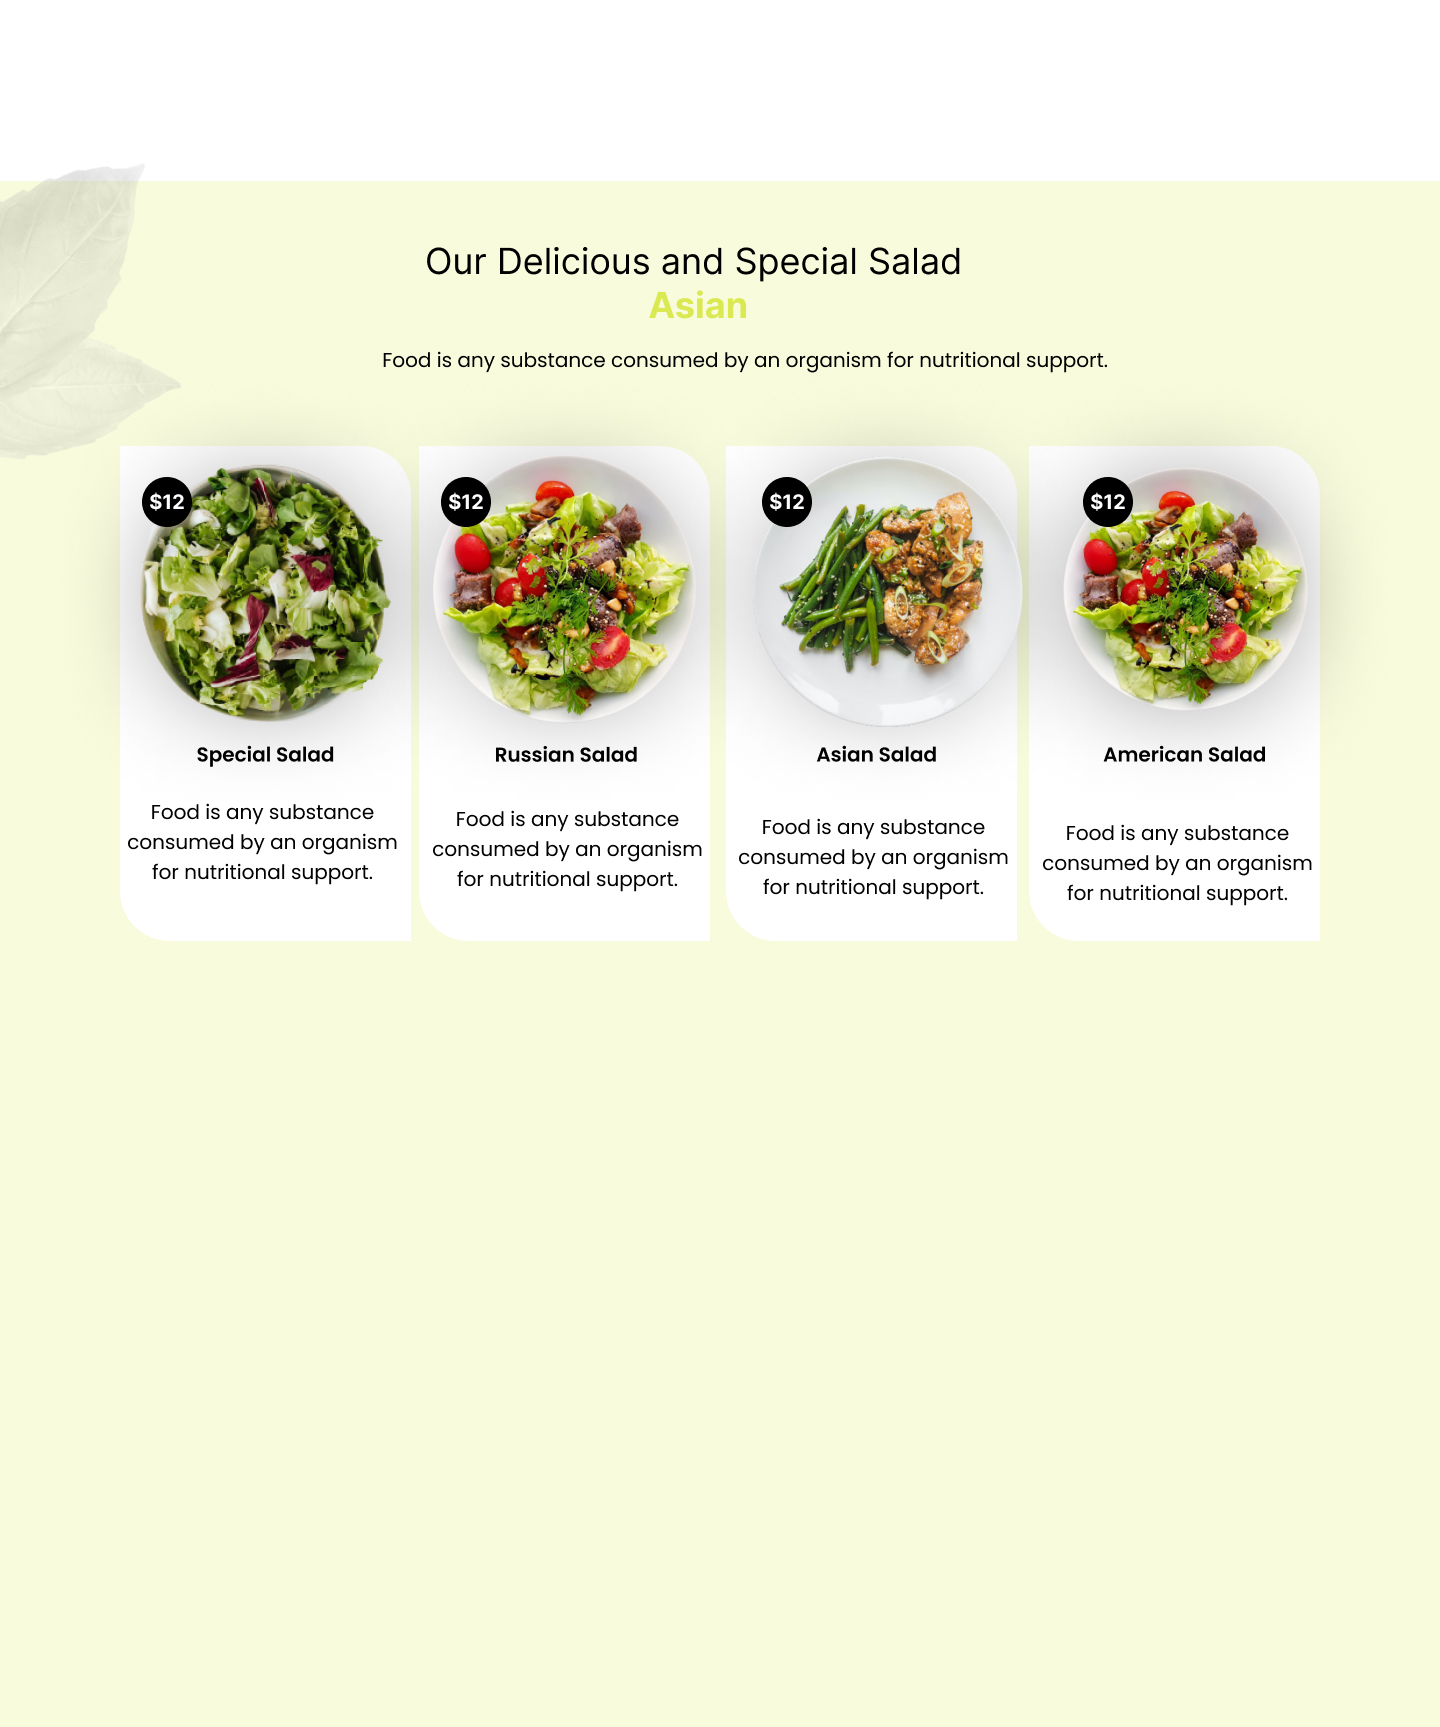 Our Delicious and Special Salad
Asian
Food is any substance consumed by an organism for nutritional support.
$12
Special Salad
Food is any substance
consumed by an organism
for nutritional support.
$12
Russian Salad
Food is any substance
consumed by an organism
for nutritional support.
$12
Asian Salad
Food is any substance
consumed by an organism
for nutritional support.
$12
American Salad
Food is any substance
consumed by an organism
for nutritional support.